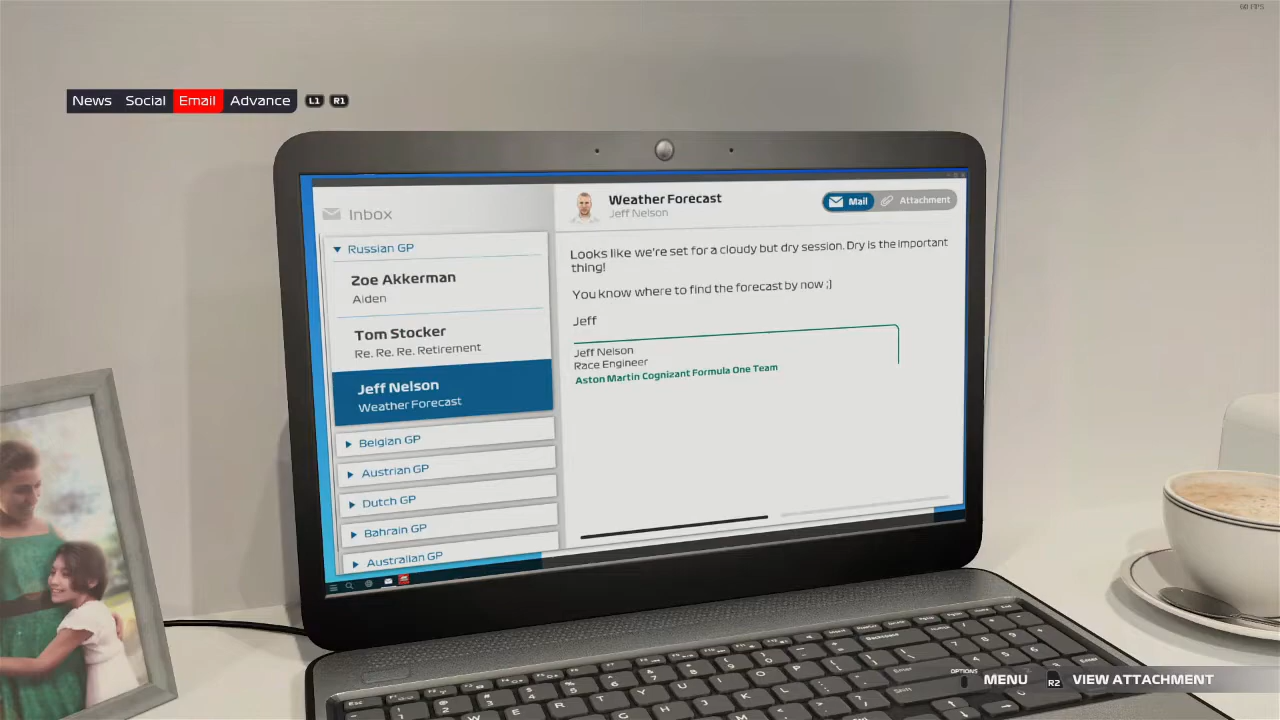 60 FPS
News Social Email Advance L1 R1
Inbox
Russian GP
Zoe Akkerman
Aiden
Tom Stocker
Re. Re. Re. Retirement
Jeff Nelson
Weather Forecast
Belgian GP
Austrian GP
Dutch GP
Bahrain GP
Australian GP
Weather Forecast
Jeff Nelson
Mail Attachment
Looks like we're set for a cloudy but dry session. Dry is the important
thing!
You know where to find the forecast by now ;)
Jeff
Jeff Nelson
Race Engineer
Aston Martin Cognizant Formula One Team
OPTIONS MENU R2 VIEW ATTACHMENT